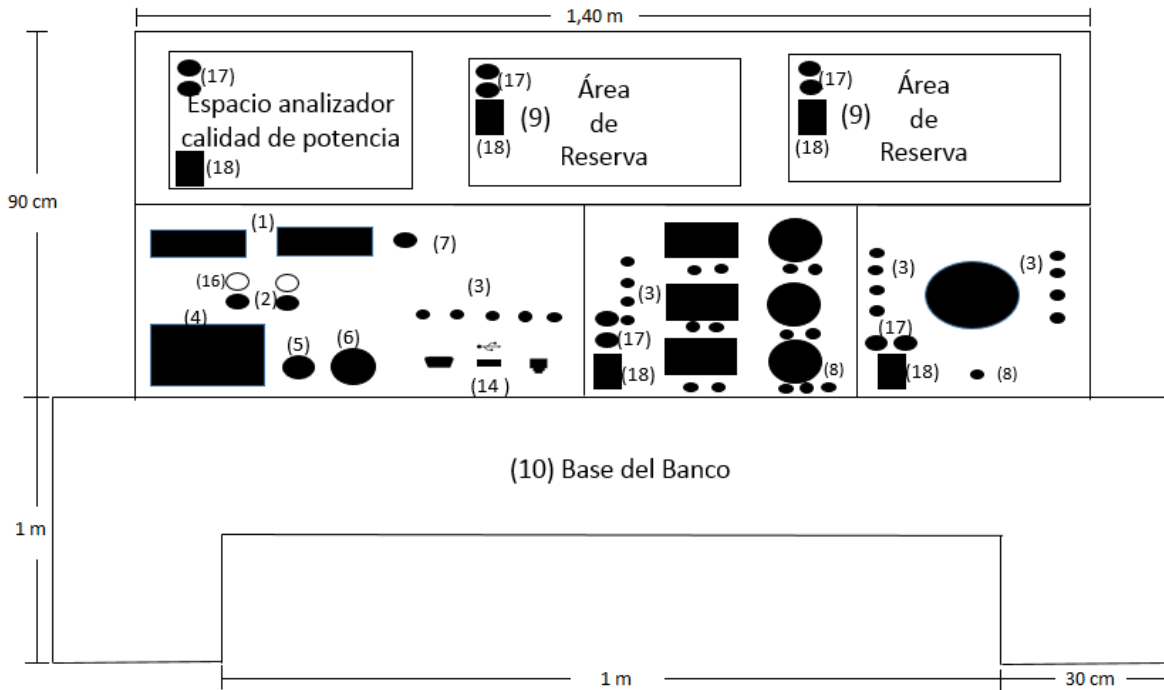 1,40 m
(17)
Espacio analizador
calidad de potencia
(18)
(17)
Área
(9) de
Reserva
(18)
(17)
Área
(9) de
Reserva
(18)
90 cm
(1)
(7)
(16)
(2)
(3)
(4)
(5)
(6)
(14)
(3)
(17)
(18)
(8)
(3)
(3)
(17)
(18)
(8)
(10) Base del Banco
1 m
1 m
30 cm